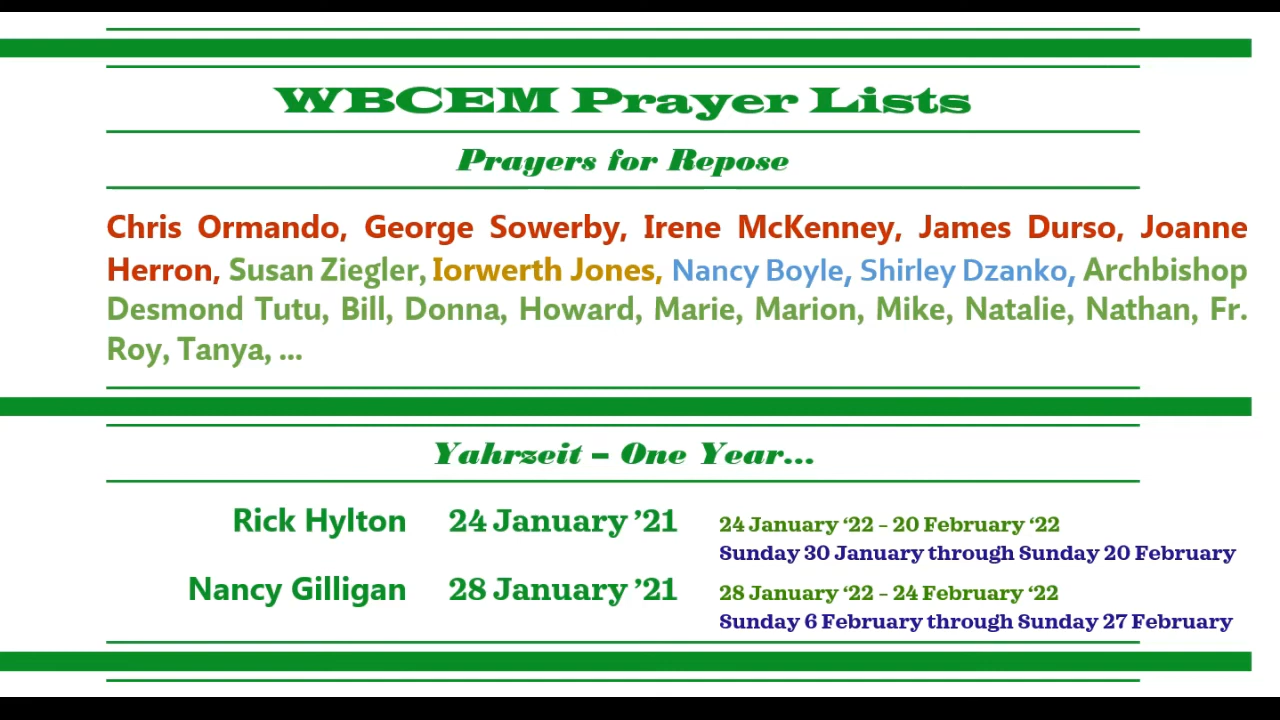 WBCEM Prayer Lists
Prayers for Repose
Chris Ormando, George Sowerby, Irene McKenney, James Durso, Joanne
Herron, Susan Ziegler, Iorwerth Jones, Nancy Boyle, Shirley Dzanko, Archbishop
Desmond Tutu, Bill, Donna, Howard, Marie, Marion, Mike, Natalie, Nathan, Fr.
Roy, Tanya, ...
Yahrzeit – One Year...
Rick Hylton 24 January ’21 24 January ‘22 – 20 February ‘22
Sunday 30 January through Sunday 20 February
Nancy Gilligan 28 January ’21 28 January ‘22 – 24 February ‘22
Sunday 6 February through Sunday 27 February